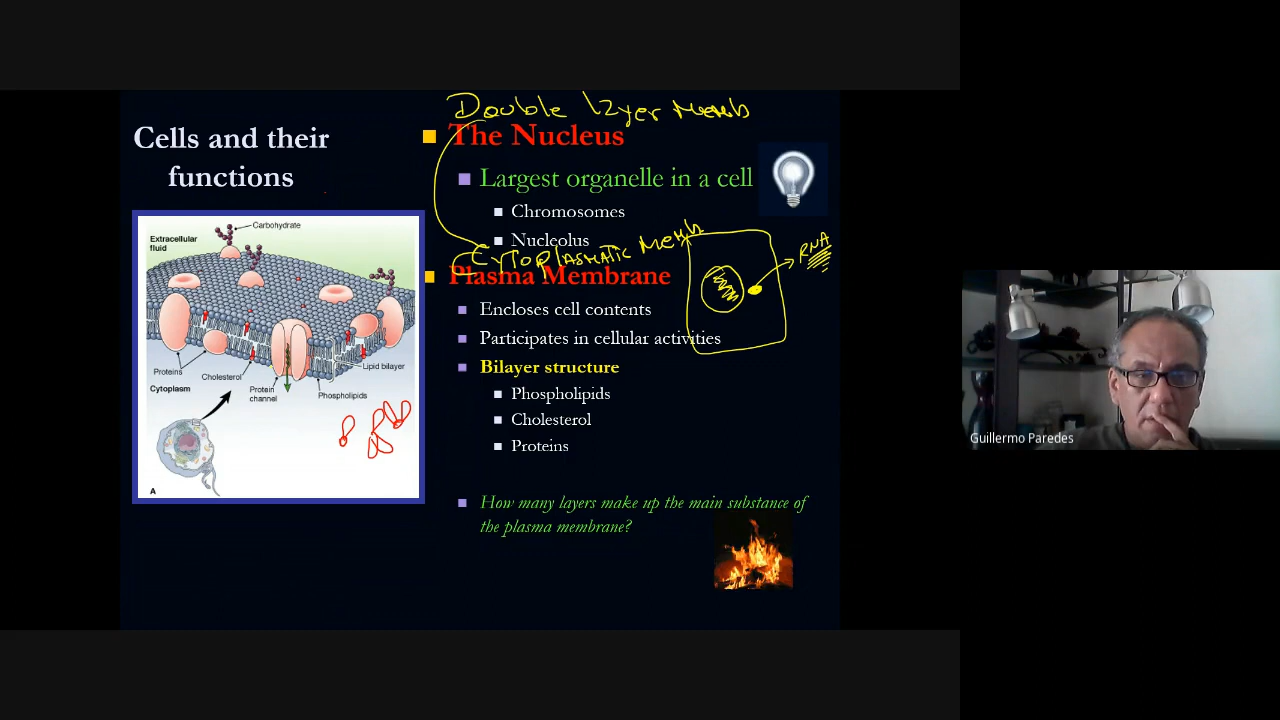 Double layer Memb
Cells and their
functions
The Nucleus
Largest organelle in a cell
Chromosomes
Nucleolus
Cytoplasmatic Memb
RNA
Plasma Membrane
Encloses cell contents
Participates in cellular activities
Bilayer structure
Phospholipids
Cholesterol
Proteins
How many layers make up the main substance of
the plasma membrane?
Carbohydrate
Extracellular
fluid
Proteins
Cholesterol
Lipid bilayer
Cytoplasm
Protein
channel
Phospholipids
A
Guillermo Paredes